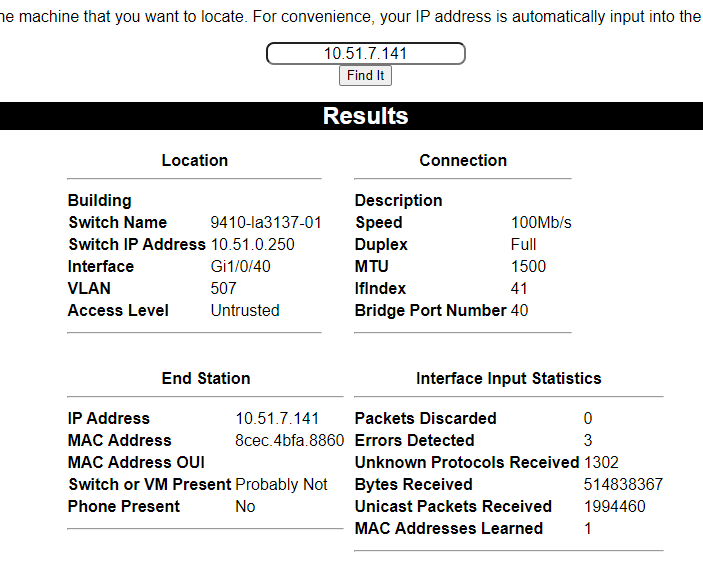 he machine that you want to locate. For convenience, your IP address is automatically input into the
10.51.7.141
Find It
Results
Location
Building
Switch Name 9410-la3137-01
Switch IP Address 10.51.0.250
Interface Gi1/0/40
VLAN 507
Access Level Untrusted
Connection
Description
Speed 100Mb/s
Duplex Full
MTU 1500
IfIndex 41
Bridge Port Number 40
End Station
IP Address 10.51.7.141
MAC Address 8cec.4bfa.8860
MAC Address OUI
Switch or VM Present Probably Not
Phone Present No
Interface Input Statistics
Packets Discarded 0
Errors Detected 3
Unknown Protocols Received 1302
Bytes Received 514838367
Unicast Packets Received 1994460
MAC Addresses Learned 1